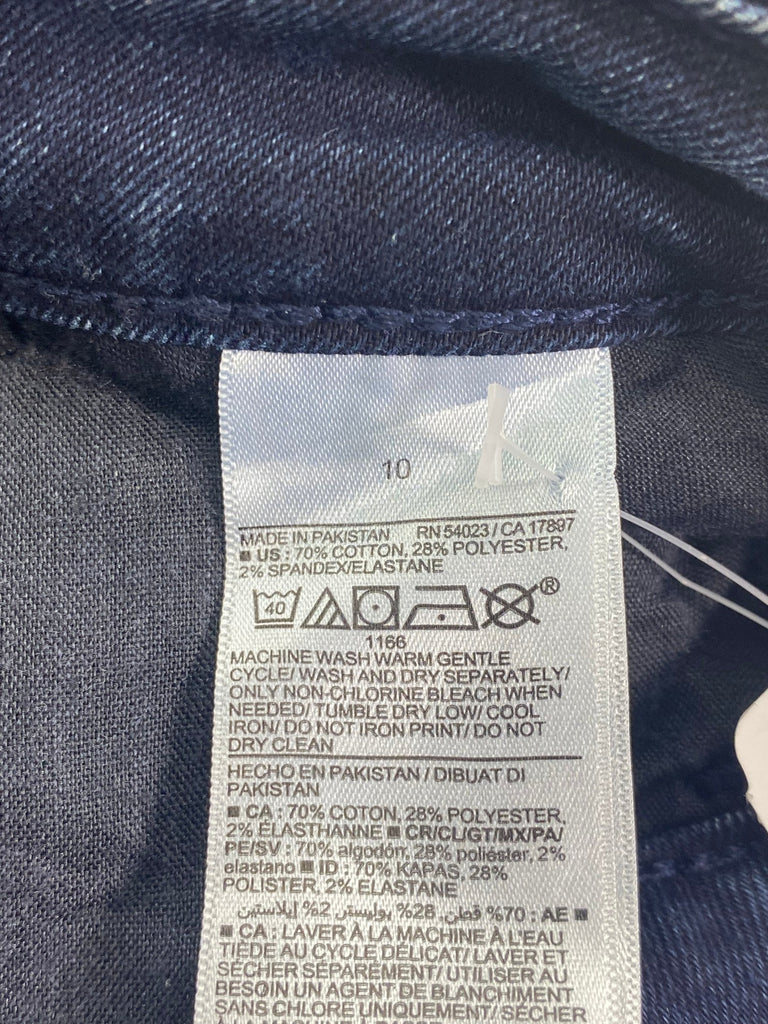 10
MADE IN PAKISTAN RN 54023 / CA 17897
■ US : 70% COTTON, 28% POLYESTER,
2% SPANDEX/ELASTANE
40 ®
1166
MACHINE WASH WARM GENTLE
CYCLE/ WASH AND DRY SEPARATELY/
ONLY NON-CHLORINE BLEACH WHEN
NEEDED/ TUMBLE DRY LOW/ COOL
IRON/ DO NOT IRON PRINT/ DO NOT
DRY CLEAN
HECHO EN PAKISTAN / DIBUAT DI
PAKISTAN
■ CA : 70% COTON, 28% POLYESTER,
2% ÉLASTHANNE ■ CR/CL/GT/MX/PA/
PE/SV : 70% algodón, 28% poliéster, 2%
elastano ■ ID : 70% KAPAS, 28%
POLISTER, 2% ELASTANE
■ AE : 70% قطن, 28% بوليستر, 2% إيلاستين
■ CA : LAVER À LA MACHINE À L'EAU
TIÈDE AU CYCLE DÉLICAT/ LAVER ET
SÉCHER SÉPARÉMENT/ UTILISER AU
BESOIN UN AGENT DE BLANCHIMENT
SANS CHLORE UNIQUEMENT/ SÉCHER